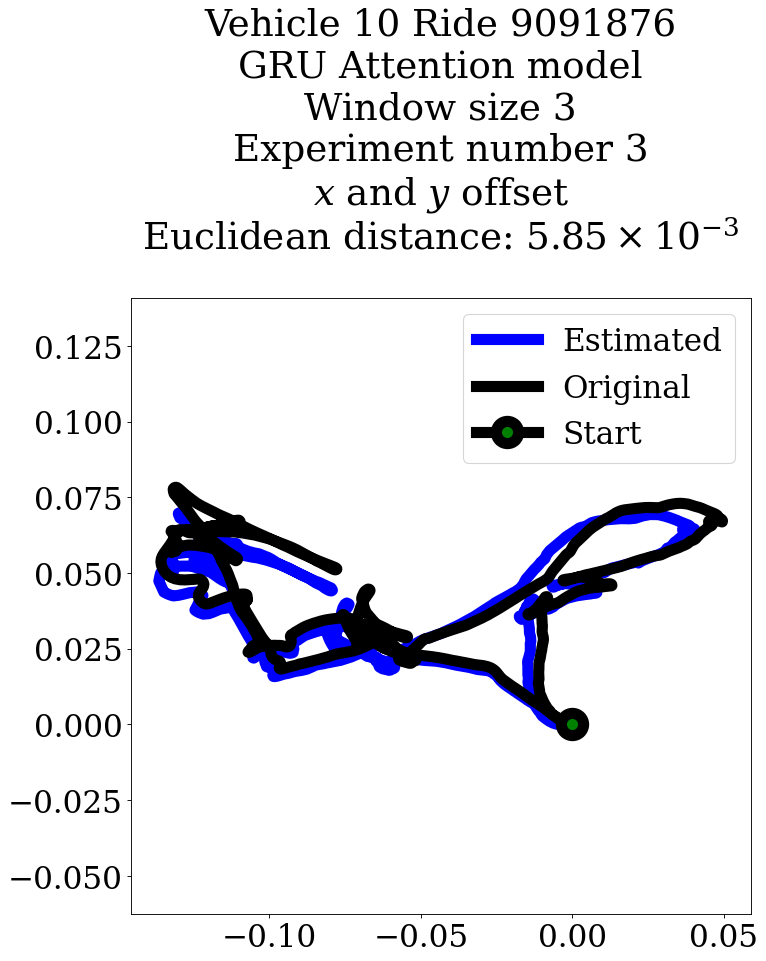 Vehicle 10 Ride 9091876
GRU Attention model
Window size 3
Experiment number 3
x and y offset
Euclidean distance: 5.85 × 10⁻³
Estimated
Original
Start
0.125
0.100
0.075
0.050
0.025
0.000
−0.025
−0.050
−0.10 −0.05 0.00 0.05